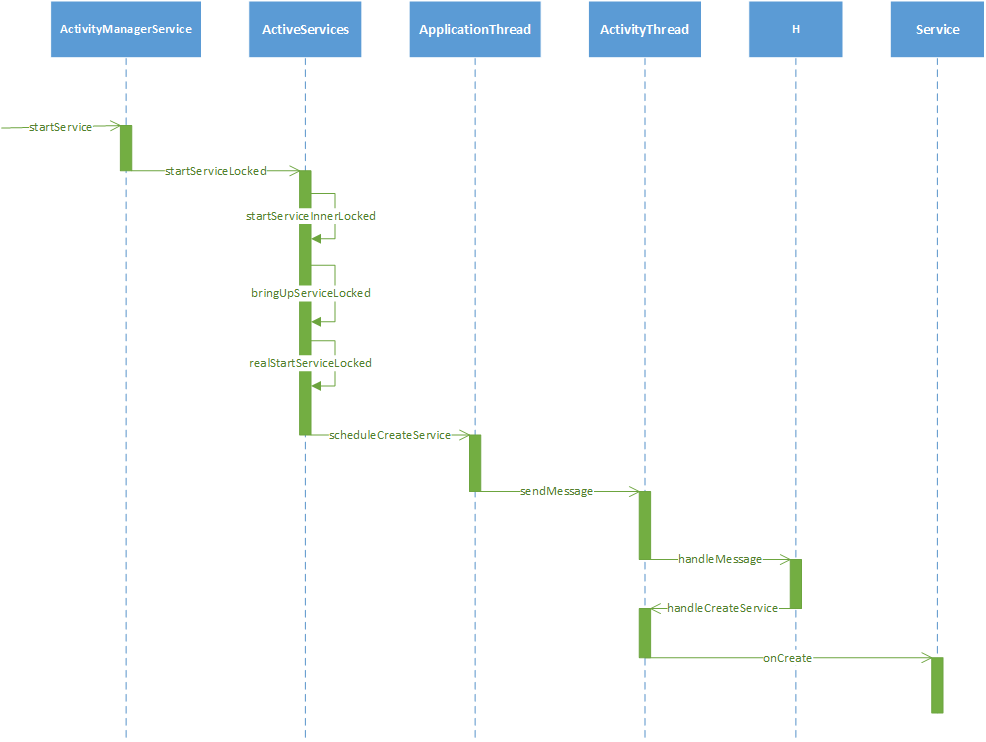 ActivityManagerService
ActiveServices
ApplicationThread
ActivityThread
H
Service
startService
startServiceLocked
startServiceInnerLocked
bringUpServiceLocked
realStartServiceLocked
scheduleCreateService
sendMessage
handleMessage
handleCreateService
onCreate